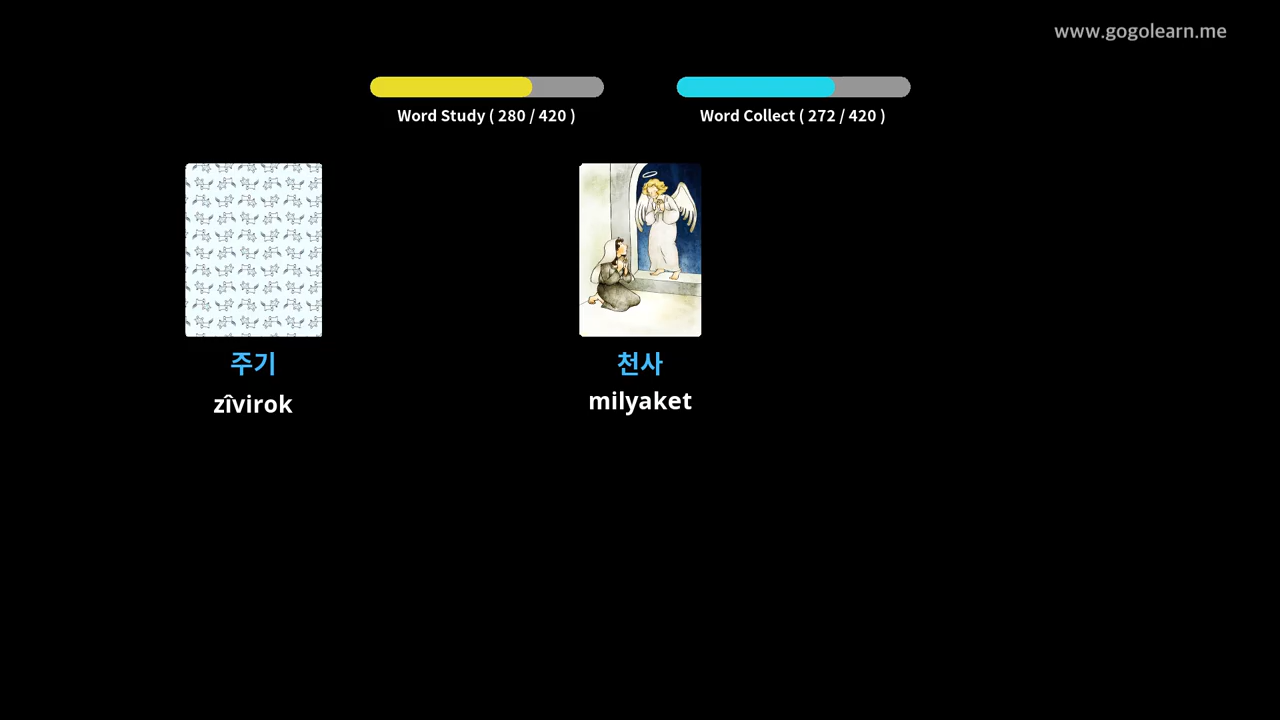 www.gogolearn.me
Word Study ( 280 / 420 )
Word Collect ( 272 / 420 )
주기
zîvirok
천사
milyaket